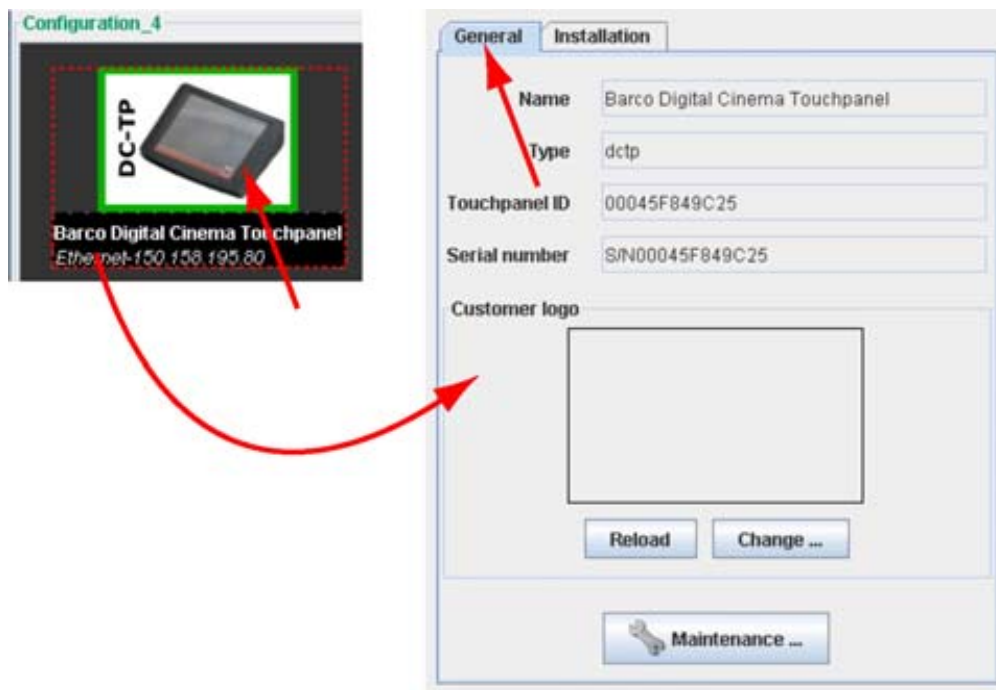 Configuration_4
DC-TP
Barco Digital Cinema Touchpanel
Ethernet-150.158.195.80
General Installation
Name Barco Digital Cinema Touchpanel
Type dctp
Touchpanel ID 00045F849C25
Serial number S/N00045F849C25
Customer logo
Reload Change ...
Maintenance ...